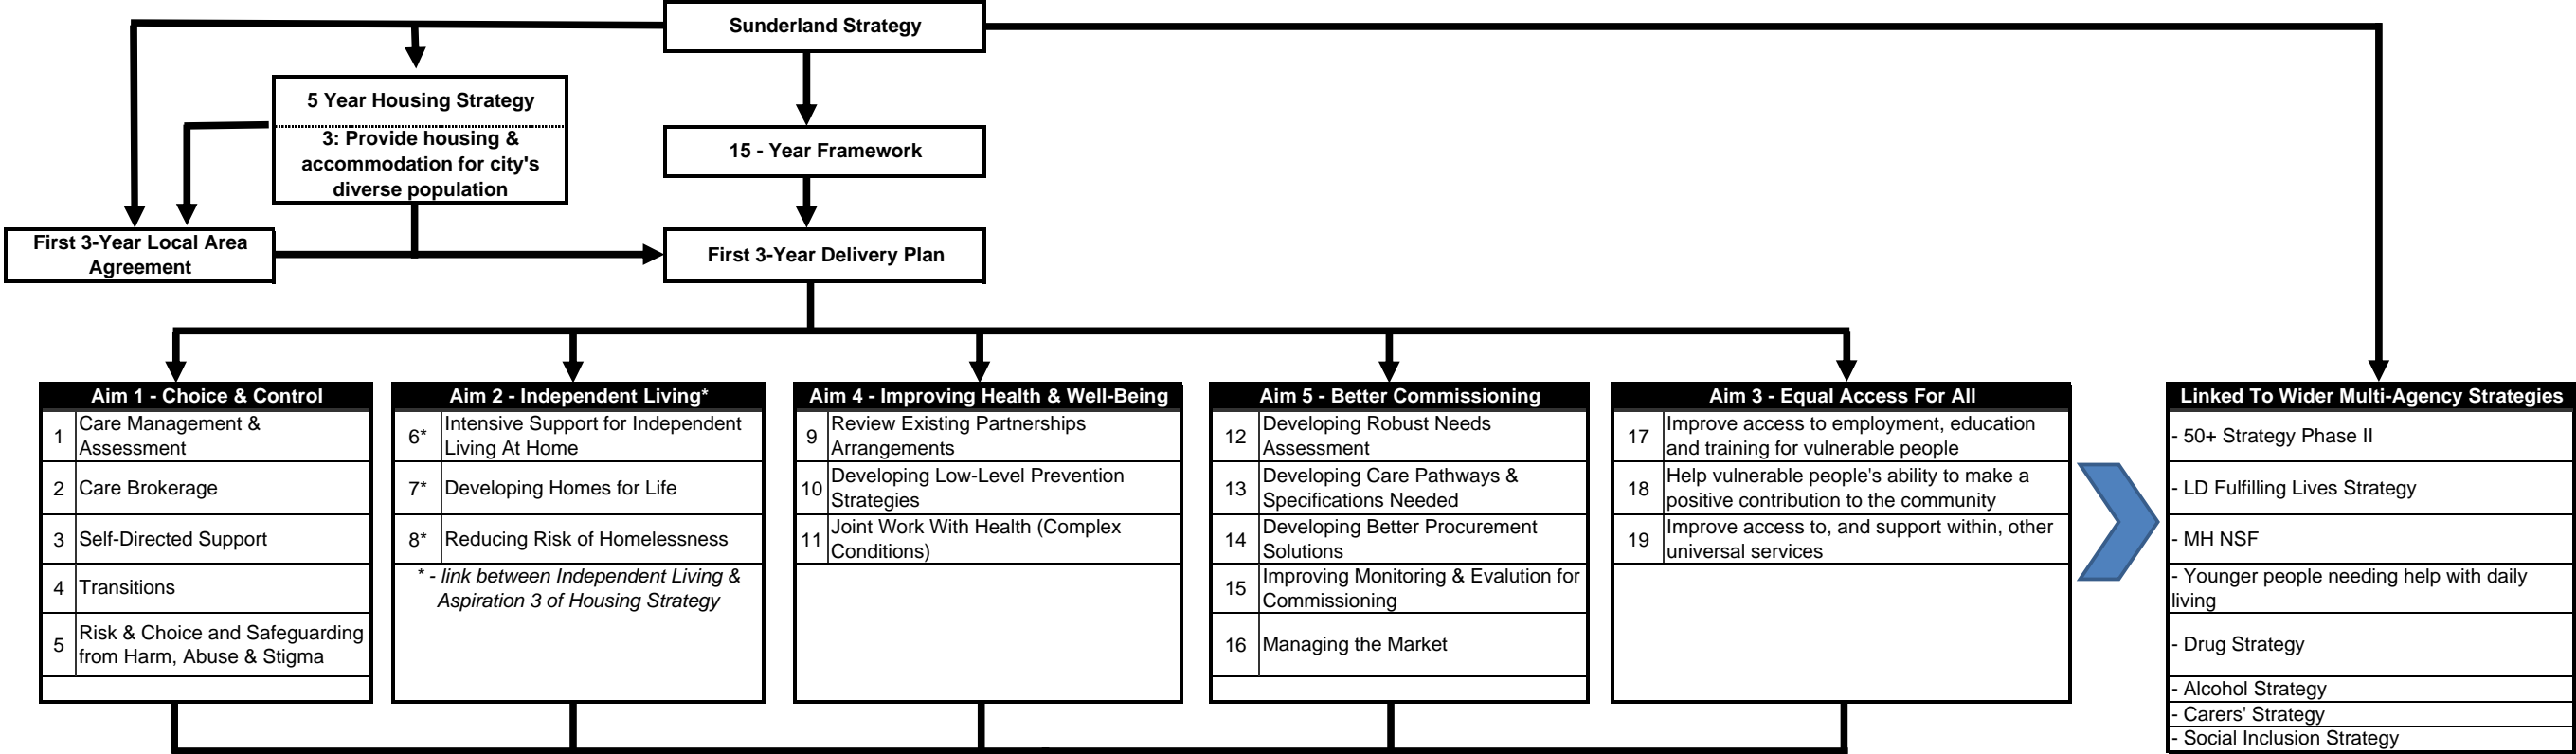 Sunderland Strategy
5 Year Housing Strategy
3: Provide housing &
accommodation for city's
diverse population
15 - Year Framework
First 3-Year Local Area
Agreement
First 3-Year Delivery Plan
Aim 1 - Choice & Control
1 Care Management &
Assessment
2 Care Brokerage
3 Self-Directed Support
4 Transitions
5 Risk & Choice and Safeguarding
from Harm, Abuse & Stigma
Aim 2 - Independent Living*
6* Intensive Support for Independent
Living At Home
7* Developing Homes for Life
8* Reducing Risk of Homelessness
* - link between Independent Living &
Aspiration 3 of Housing Strategy
Aim 4 - Improving Health & Well-Being
9 Review Existing Partnerships
Arrangements
10 Developing Low-Level Prevention
Strategies
11 Joint Work With Health (Complex
Conditions)
Aim 5 - Better Commissioning
12 Developing Robust Needs
Assessment
13 Developing Care Pathways &
Specifications Needed
14 Developing Better Procurement
Solutions
15 Improving Monitoring & Evalution for
Commissioning
16 Managing the Market
Aim 3 - Equal Access For All
17 Improve access to employment, education
and training for vulnerable people
18 Help vulnerable people's ability to make a
positive contribution to the community
19 Improve access to, and support within, other
universal services
Linked To Wider Multi-Agency Strategies
- 50+ Strategy Phase II
- LD Fulfilling Lives Strategy
- MH NSF
- Younger people needing help with daily
living
- Drug Strategy
- Alcohol Strategy
- Carers' Strategy
- Social Inclusion Strategy